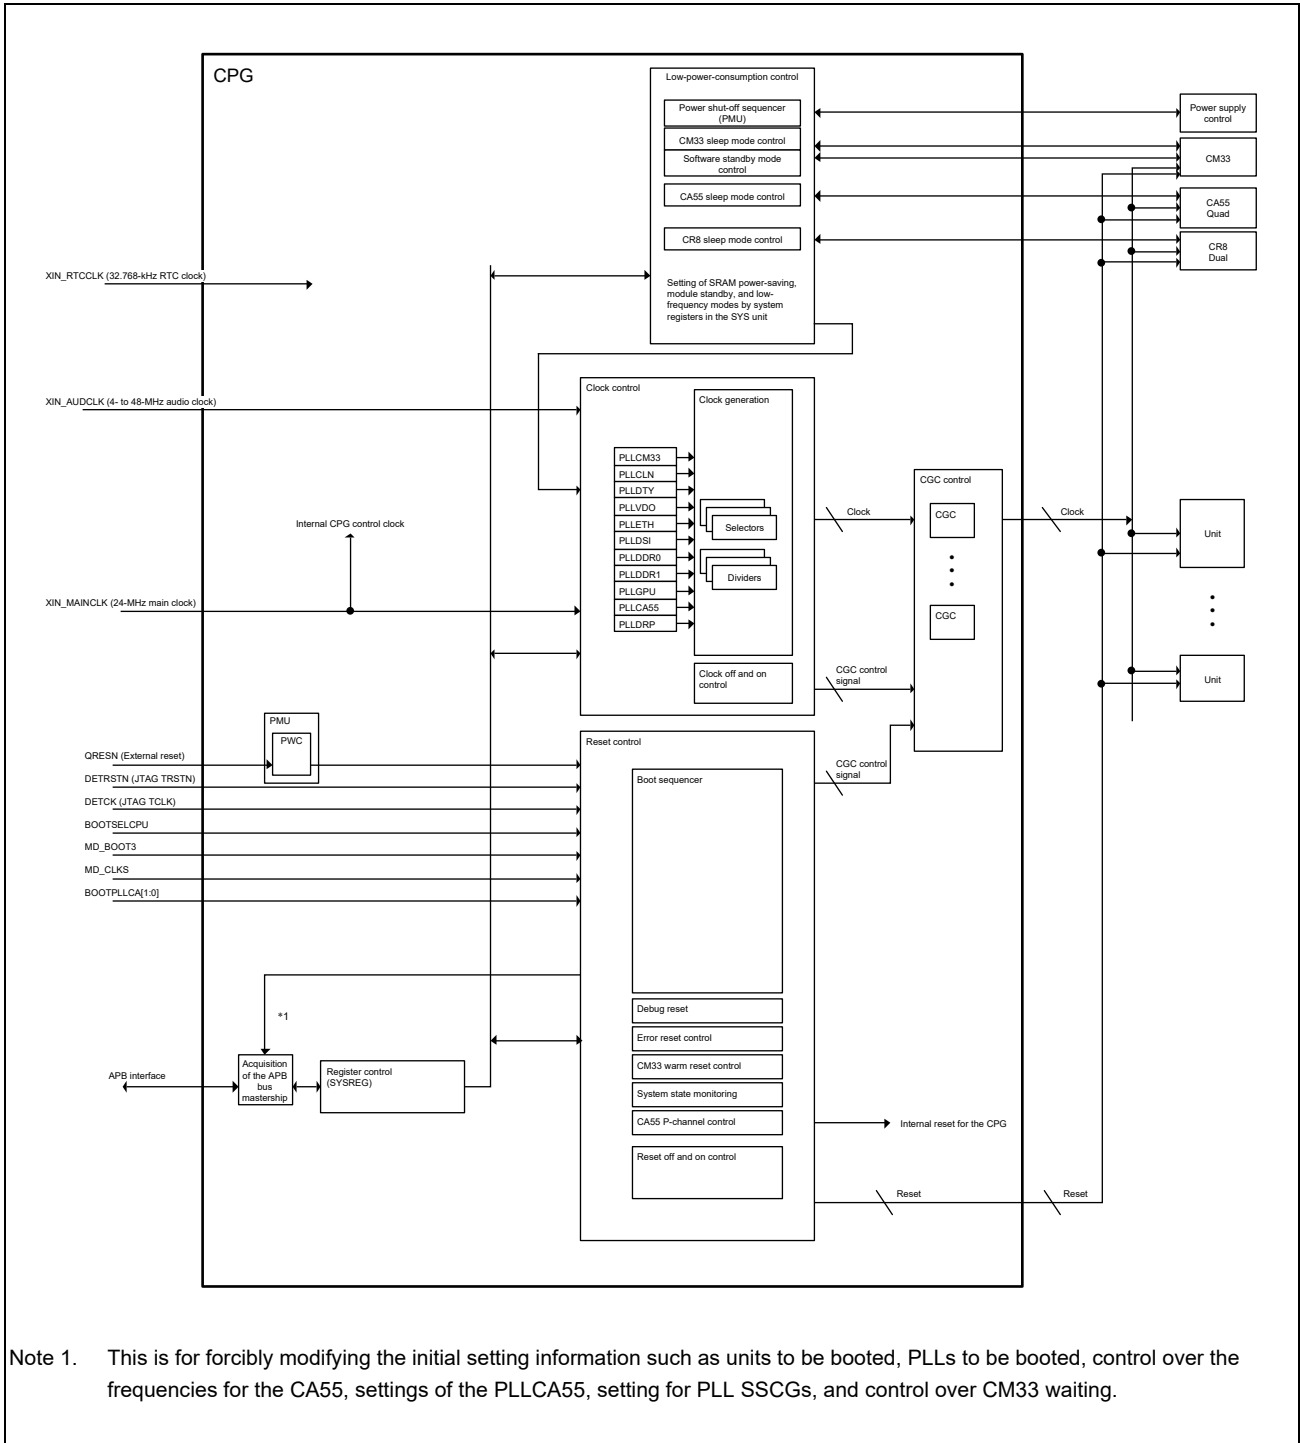 CPG
Low-power-consumption control
Power shut-off sequencer
(PMU)
CM33 sleep mode control
Software standby mode
control
CA55 sleep mode control
CR8 sleep mode control
Setting of SRAM power-saving,
module standby, and low-
frequency modes by system
registers in the SYS unit
Power supply
control
CM33
CA55
Quad
CR8
Dual
XIN_RTCCLK (32.768-kHz RTC clock)
XIN_AUDCLK (4- to 48-MHz audio clock)
Internal CPG control clock
XIN_MAINCLK (24-MHz main clock)
Clock control
Clock generation
PLLCM33
PLLCLN
PLLDTY
PLLVDO
PLLETH
PLLDSI
PLLDDR0
PLLDDR1
PLLGPU
PLLCA55
PLLDRP
Selectors
Dividers
Clock off and on
control
Clock
CGC control
signal
CGC control
CGC
CGC
Clock
Unit
Unit
PMU
PWC
QRESN (External reset)
DETRSTN (JTAG TRSTN)
DETCK (JTAG TCLK)
BOOTSELCPU
MD_BOOT3
MD_CLKS
BOOTPLLCA[1:0]
Reset control
Boot sequencer
CGC control
signal
Debug reset
Error reset control
CM33 warm reset control
System state monitoring
CA55 P-channel control
Reset off and on control
*1
APB interface
Acquisition
of the APB
bus
mastership
Register control
(SYSREG)
Internal reset for the CPG
Reset
Reset
Note 1. This is for forcibly modifying the initial setting information such as units to be booted, PLLs to be booted, control over the
frequencies for the CA55, settings of the PLLCA55, setting for PLL SSCGs, and control over CM33 waiting.